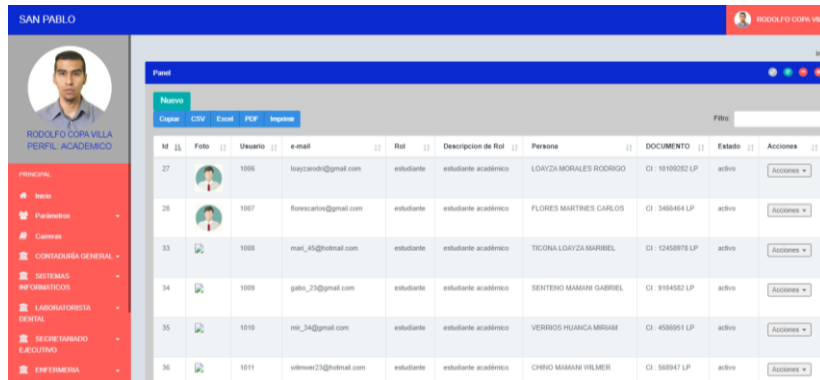 SAN PABLO
RODOLFO COPA VIL
RODOLFO COPA VILLA
PERFIL: ACADEMICO
PRINCIPAL
Inicio
Parámetros
Carreras
CONTADURÍA GENERAL
SISTEMAS
INFORMATICOS
LABORATORISTA
DENTAL
SECRETARIADO
EJECUTIVO
ENFERMERIA
Panel
Nuevo
Copiar CSV Excel PDF Imprimir
Filtro:
Id Foto Usuario e-mail Rol Descripcion de Rol Persona DOCUMENTO Estado Acciones
27 1006 loayzarodri@gmail.com estudiante estudiante académico LOAYZA MORALES RODRIGO CI : 10109282 LP activo Acciones
28 1007 florescarlos@gmail.com estudiante estudiante académico FLORES MARTINES CARLOS CI : 3466464 LP activo Acciones
33 1008 mari_45@hotmail.com estudiante estudiante académico TICONA LOAYZA MARIBEL CI : 12458978 LP activo Acciones
34 1009 gabo_23@gmail.com estudiante estudiante académico SENTENO MAMANI GABRIEL CI : 9104582 LP activo Acciones
35 1010 mir_34@gmail.com estudiante estudiante académico VERRIOS HUANCA MIRIAM CI : 4586951 LP activo Acciones
36 1011 wilmver23@hotmail.com estudiante estudiante académico CHINO MAMANI WILMER CI : 568947 LP activo Acciones